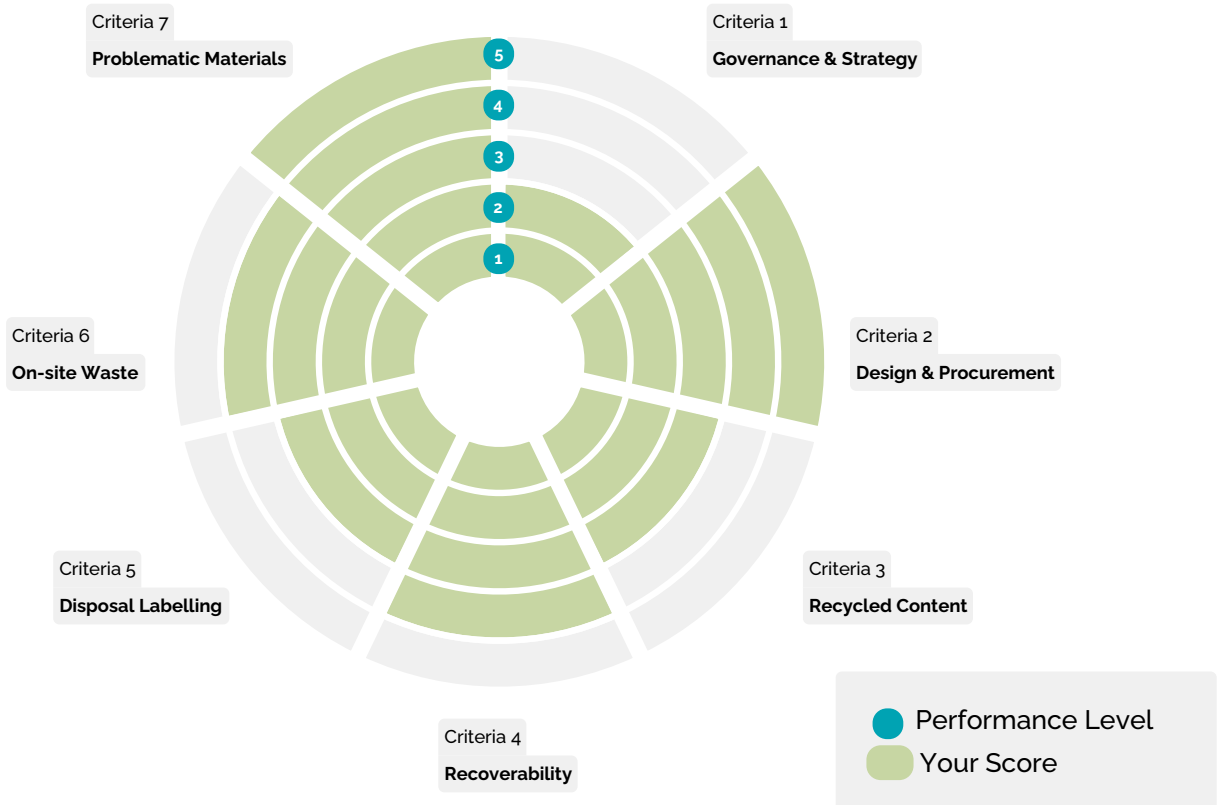 Criteria 7
Problematic Materials
Criteria 1
Governance & Strategy
5
4
3
2
1
Criteria 6
On-site Waste
Criteria 2
Design & Procurement
Criteria 5
Disposal Labelling
Criteria 3
Recycled Content
Criteria 4
Recoverability
Performance Level
Your Score